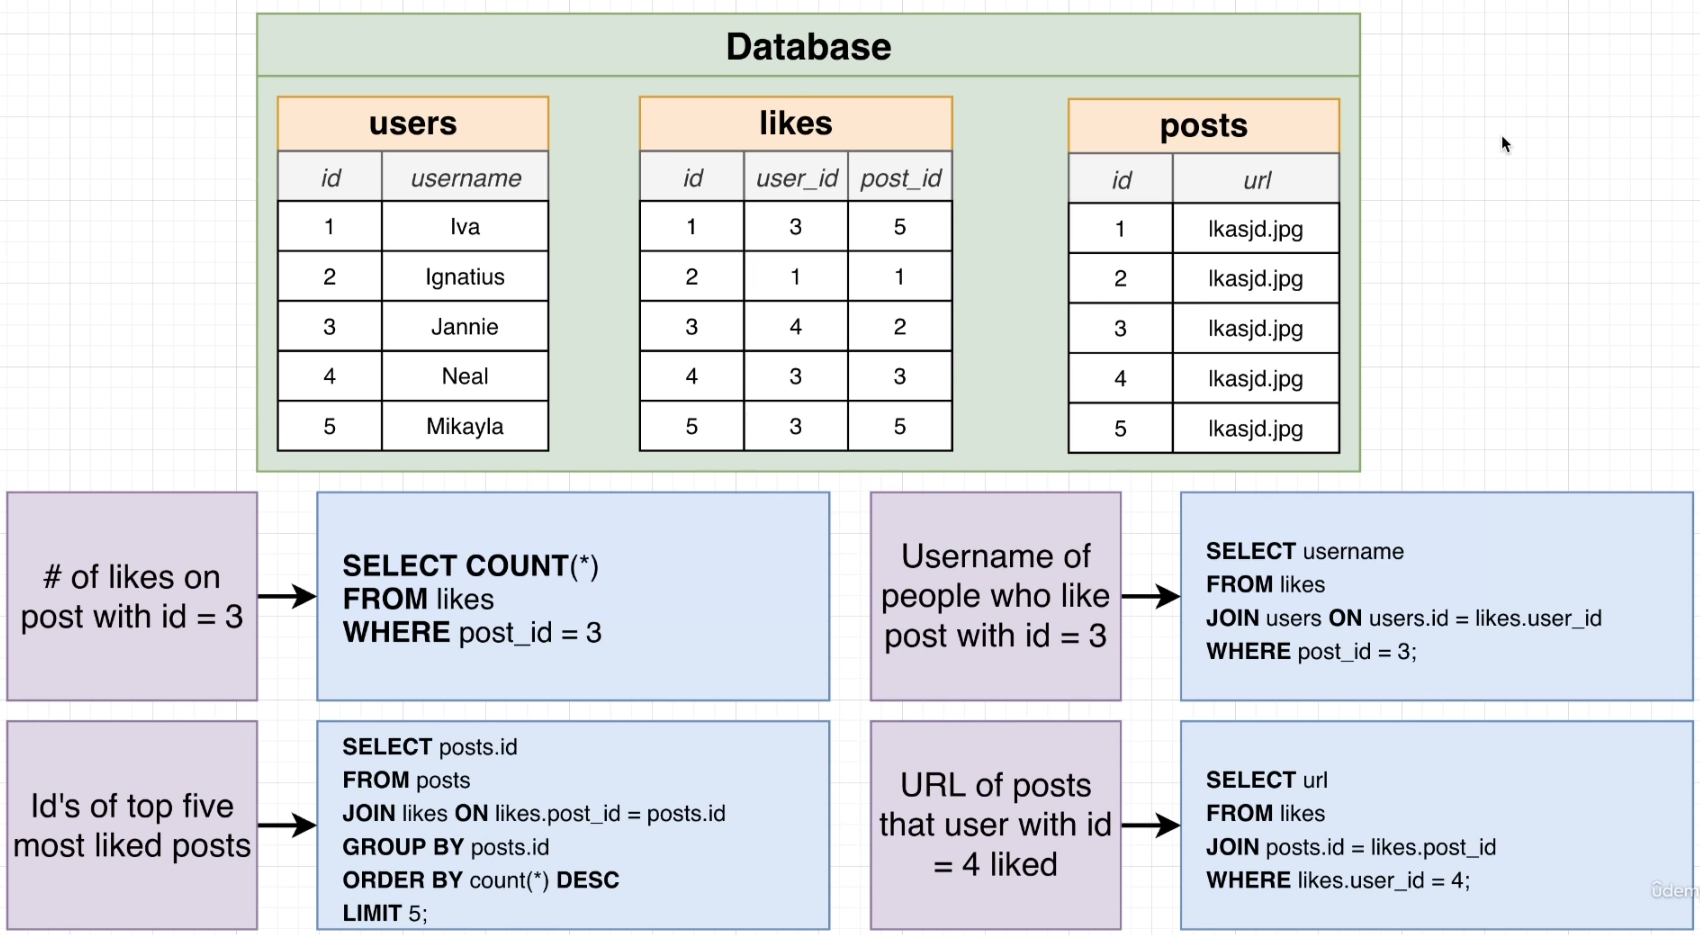 Database
users
id username
1 Iva
2 Ignatius
3 Jannie
4 Neal
5 Mikayla
likes
id user_id post_id
1 3 5
2 1 1
3 4 2
4 3 3
5 3 5
posts
id url
1 lkasjd.jpg
2 lkasjd.jpg
3 lkasjd.jpg
4 lkasjd.jpg
5 lkasjd.jpg
# of likes on
post with id = 3
SELECT COUNT(*)
FROM likes
WHERE post_id = 3
Username of
people who like
post with id = 3
SELECT username
FROM likes
JOIN users ON users.id = likes.user_id
WHERE post_id = 3;
Id's of top five
most liked posts
SELECT posts.id
FROM posts
JOIN likes ON likes.post_id = posts.id
GROUP BY posts.id
ORDER BY count(*) DESC
LIMIT 5;
URL of posts
that user with id
= 4 liked
SELECT url
FROM likes
JOIN posts.id = likes.post_id
WHERE likes.user_id = 4;